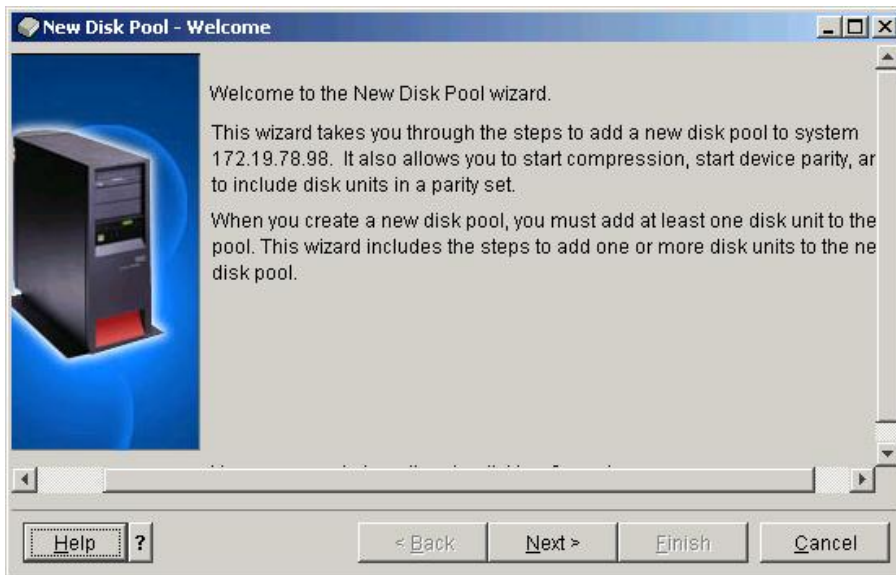 New Disk Pool - Welcome
Welcome to the New Disk Pool wizard.
This wizard takes you through the steps to add a new disk pool to system
172.19.78.98. It also allows you to start compression, start device parity, ar
to include disk units in a parity set.
When you create a new disk pool, you must add at least one disk unit to the
pool. This wizard includes the steps to add one or more disk units to the ne
disk pool.
Help ? < Back Next > Finish Cancel